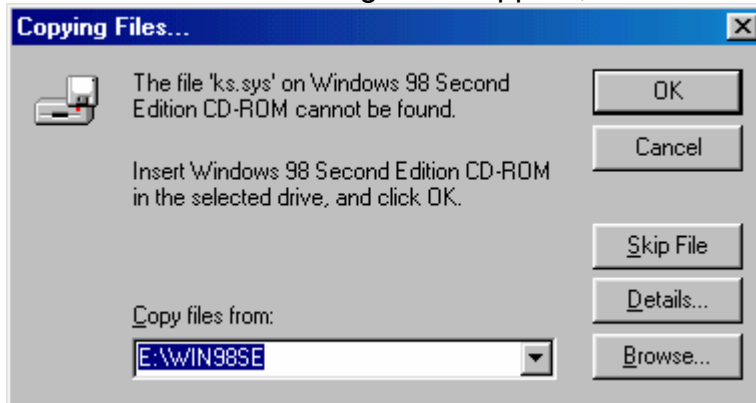 Copying Files...
The file 'ks.sys' on Windows 98 Second
Edition CD-ROM cannot be found.
Insert Windows 98 Second Edition CD-ROM
in the selected drive, and click OK.
Copy files from:
E:\WIN98SE
OK
Cancel
Skip File
Details...
Browse...